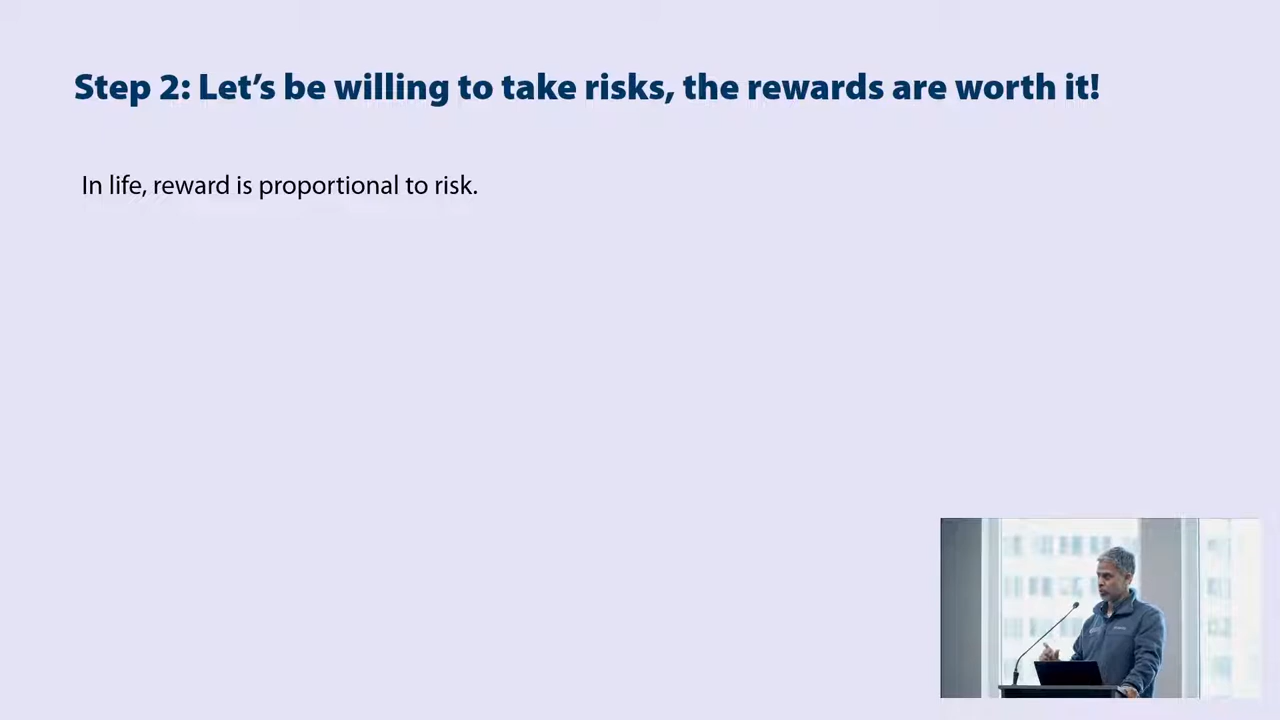 Step 2: Let’s be willing to take risks, the rewards are worth it!
In life, reward is proportional to risk.